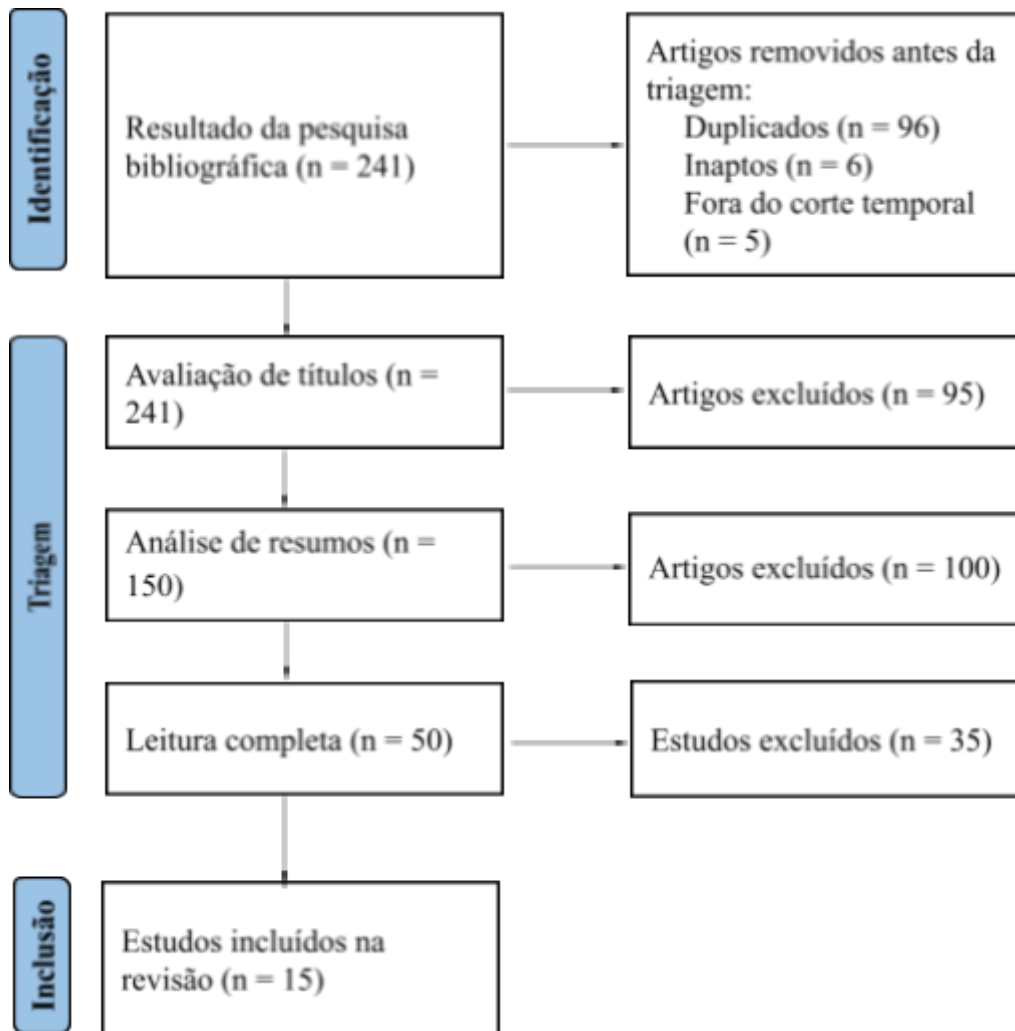 Identificação
Resultado da pesquisa
bibliográfica (n = 241)
Artigos removidos antes da
triagem:
Duplicados (n = 96)
Inaptos (n = 6)
Fora do corte temporal
(n = 5)
Triagem
Avaliação de títulos (n =
241)
Artigos excluídos (n = 95)
Análise de resumos (n =
150)
Artigos excluídos (n = 100)
Leitura completa (n = 50)
Estudos excluídos (n = 35)
Inclusão
Estudos incluídos na
revisão (n = 15)